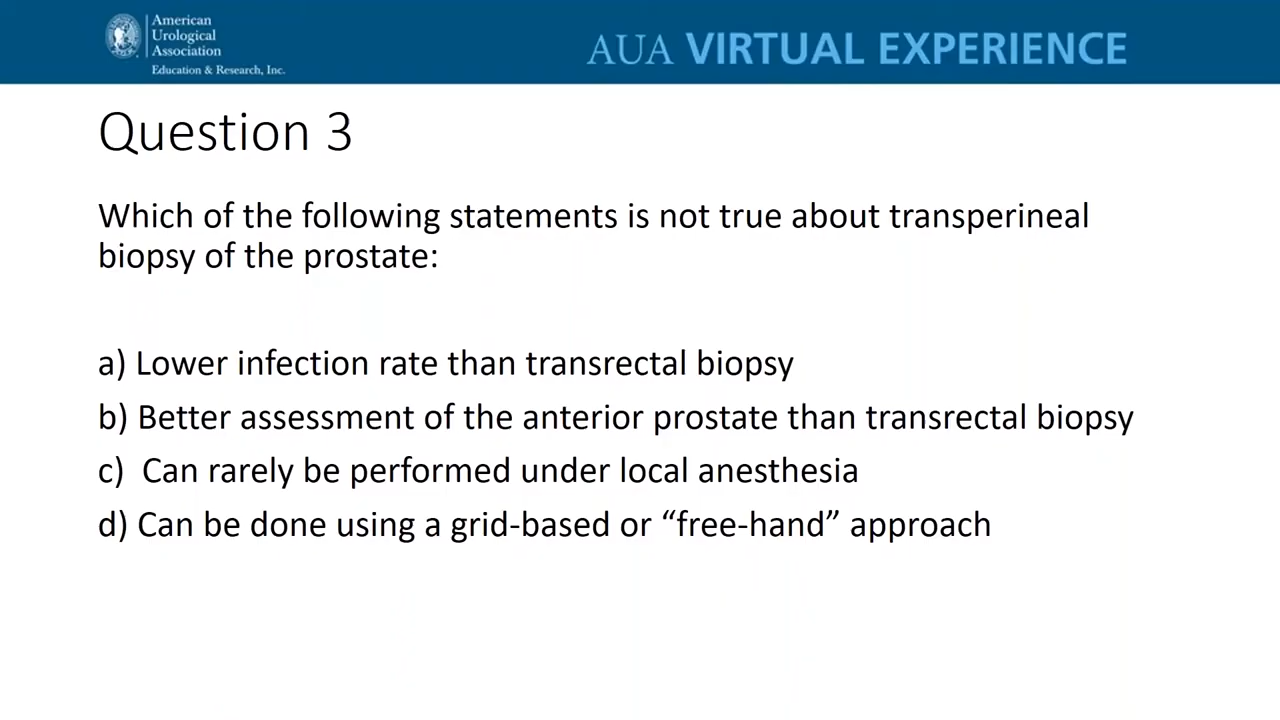 American
Urological
Association
Education & Research, Inc.
AUA VIRTUAL EXPERIENCE
Question 3
Which of the following statements is not true about transperineal
biopsy of the prostate:
a) Lower infection rate than transrectal biopsy
b) Better assessment of the anterior prostate than transrectal biopsy
c)  Can rarely be performed under local anesthesia
d) Can be done using a grid-based or “free-hand” approach